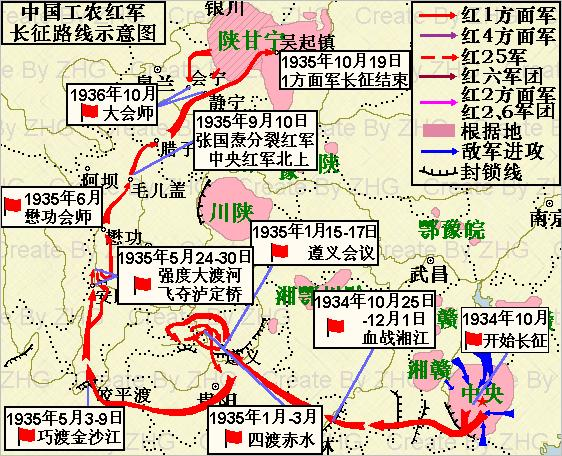 中国工农红军
长征路线示意图
银川
陕甘宁
吴起镇
1935年10月19日
1方面军长征结束
红1方面军
红4方面军
红25军
红六军团
红2方面军
红2、6军团
根据地
敌军进攻
封锁线
会宁
1936年10月
大会师
静宁
1935年9月10日
张国焘分裂红军
中央红军北上
腊子
陕
阿坝
毛儿盖
1935年6月
懋功会师
川陕
懋功
鄂豫皖
南京
1935年1月15-17日
遵义会议
1935年5月24-30日
强度大渡河
飞夺泸定桥
武昌
湘鄂
1934年10月25日
-12月1日
血战湘江
赣
1934年10月
开始长征
遵义
湘赣
中央
皎平渡
1935年5月3-9日
巧渡金沙江
1935年1月-3月
四渡赤水
林
Create By ZHG